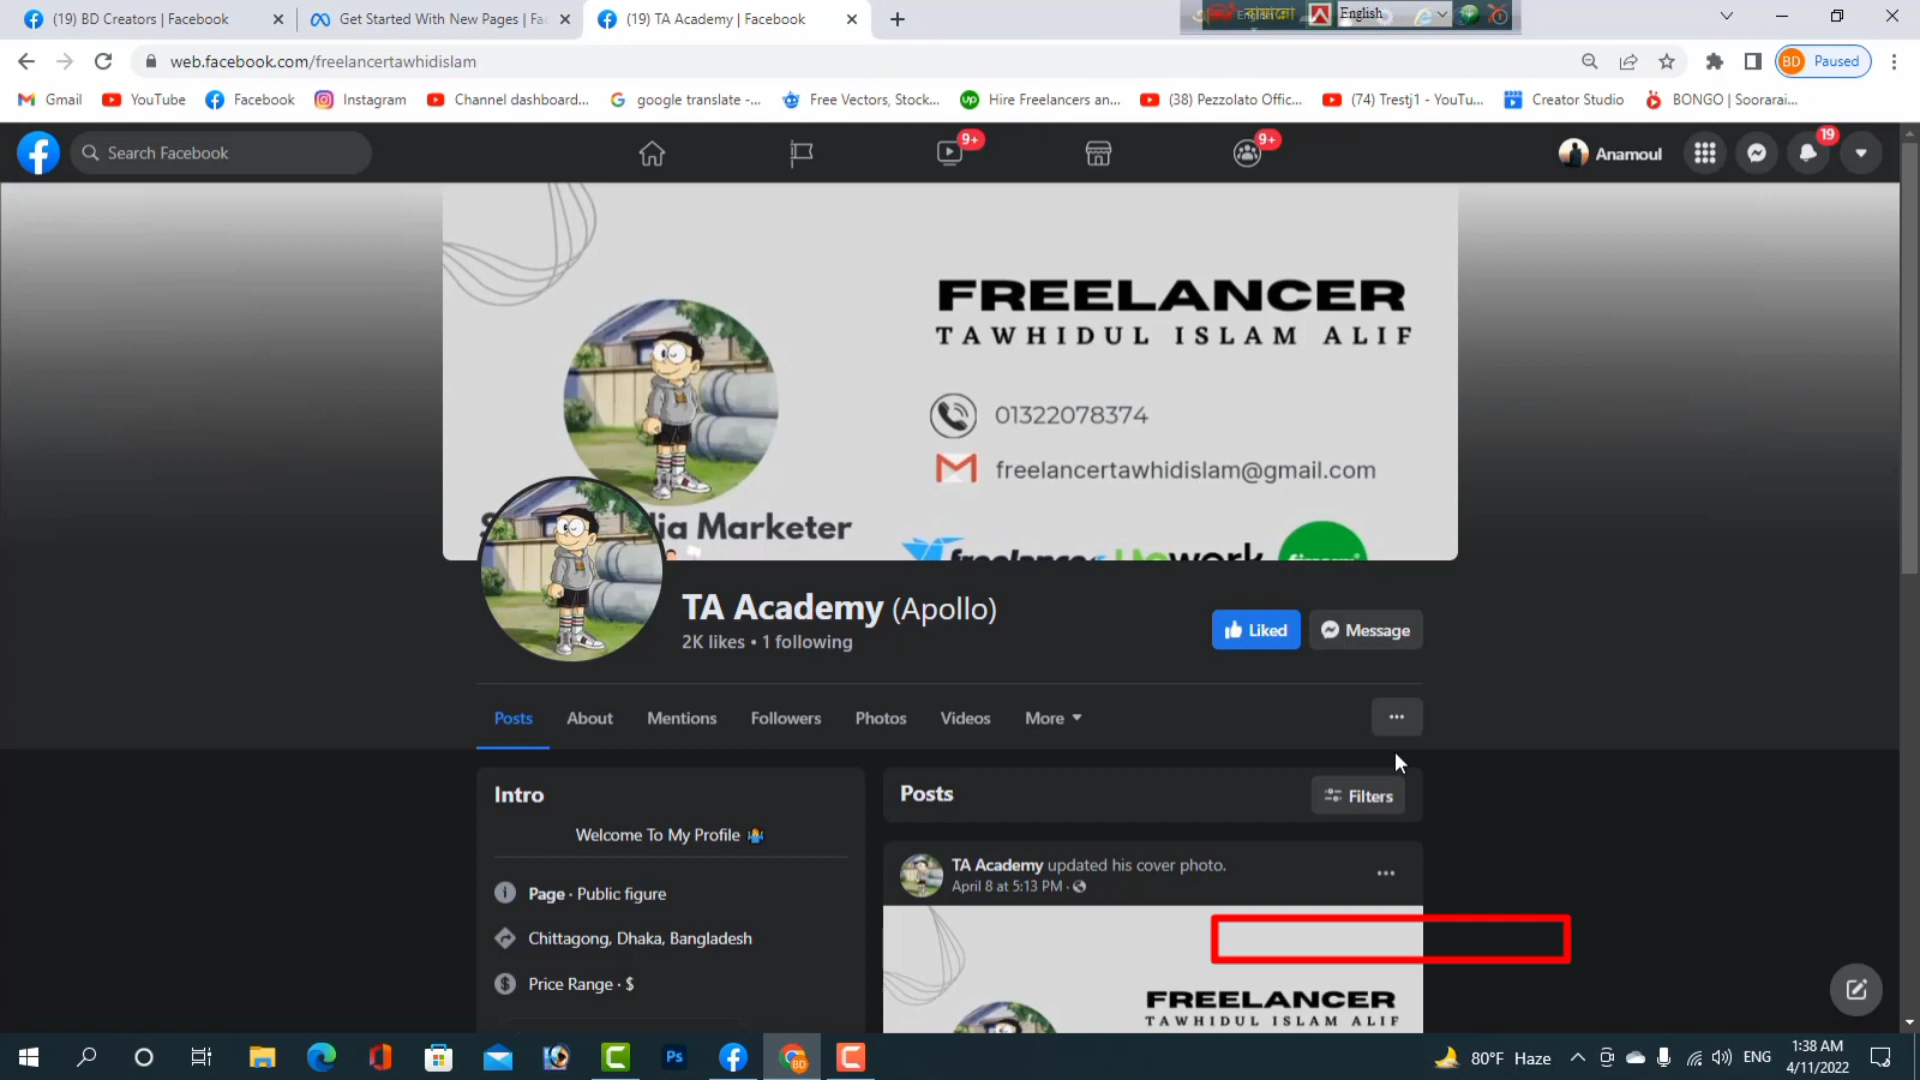 (19) BD Creators | Facebook
Get Started With New Pages | Fac
(19) TA Academy | Facebook
English
web.facebook.com/freelancertawhidislam
BD Paused
Gmail
YouTube
Facebook
Instagram
Channel dashboard...
google translate -...
Free Vectors, Stock...
Hire Freelancers an...
(38) Pezzolato Offic...
(74) Trestj1 - YouTu...
Creator Studio
BONGO | Soorarai...
Search Facebook
9+
9+
Anamoul
19
FREELANCER
TAWHIDUL ISLAM ALIF
01322078374
freelancertawhidislam@gmail.com
Marketer
TA Academy (Apollo)
2K likes • 1 following
Liked
Message
Posts
About
Mentions
Followers
Photos
Videos
More
Intro
Welcome To My Profile
Page · Public figure
Chittagong, Dhaka, Bangladesh
Price Range · $
Posts
Filters
TA Academy updated his cover photo.
April 8 at 5:13 PM ·
FREELANCER
TAWHIDUL ISLAM ALIF
Ps
BD
80°F Haze
ENG
1:38 AM
4/11/2022